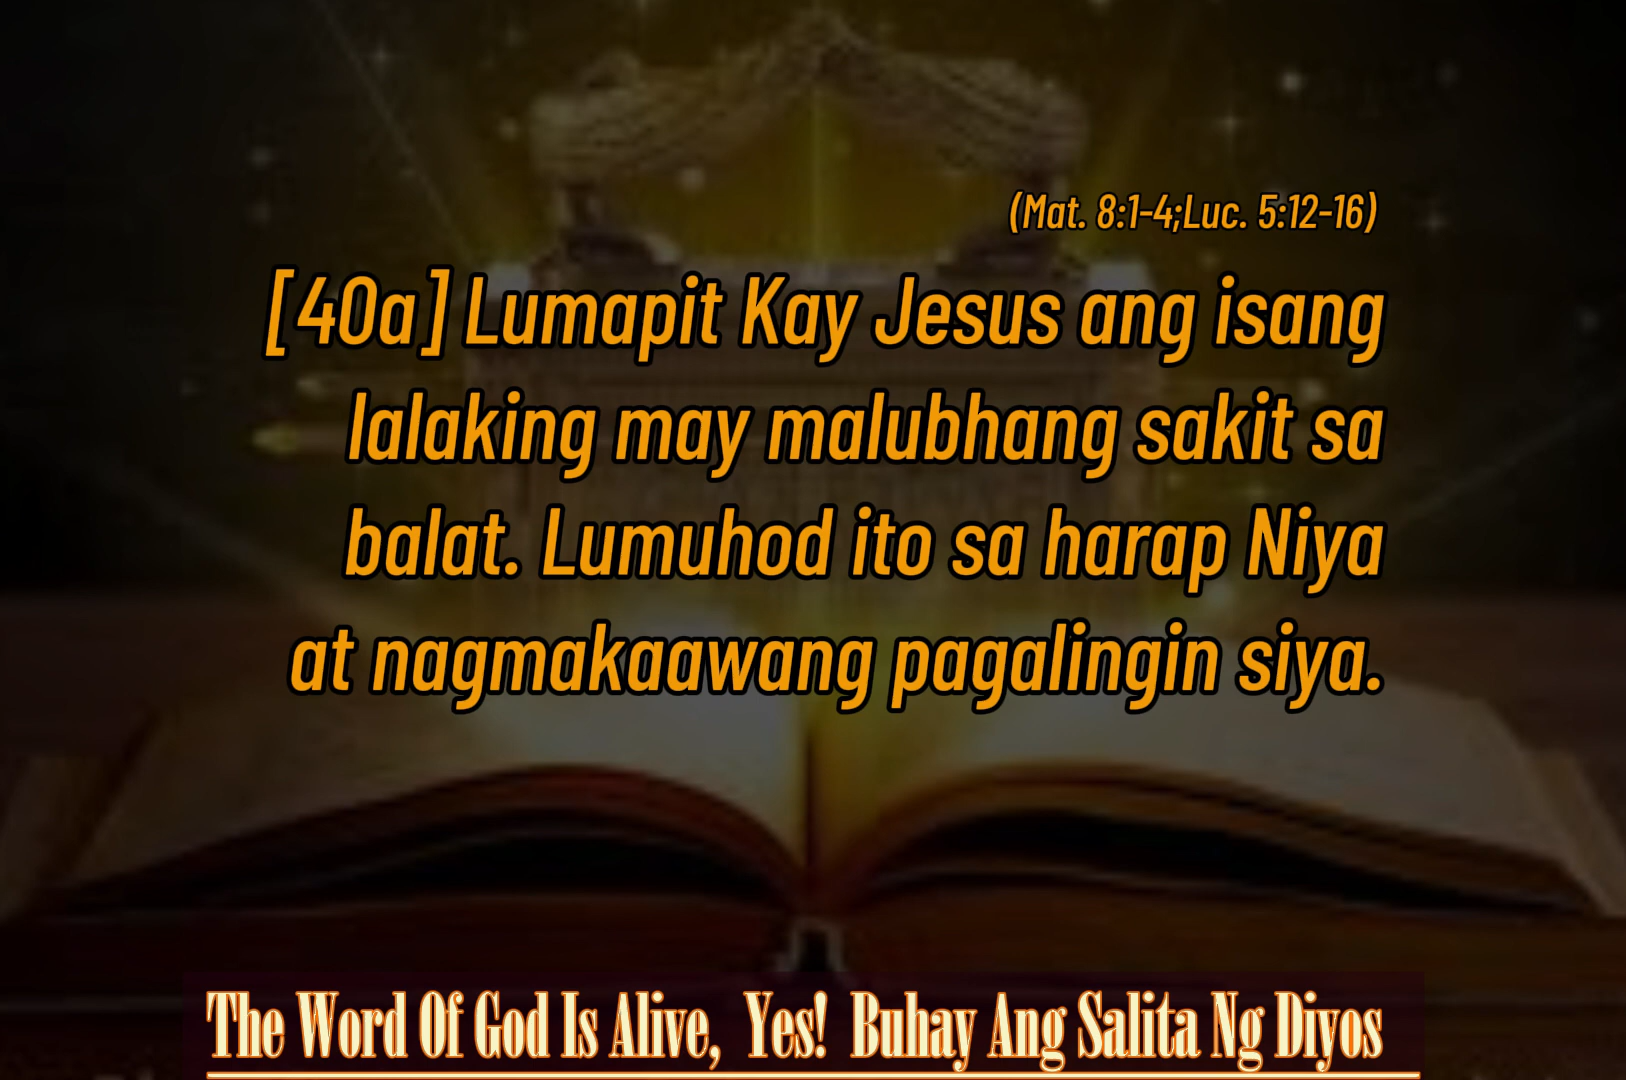 (Mat. 8:1-4;Luc. 5:12-16)
[40a] Lumapit Kay Jesus ang isang
lalaking may malubhang sakit sa
balat. Lumuhod ito sa harap Niya
at nagmakaawang pagalingin siya.
The Word Of God Is Alive, Yes! Buhay Ang Salita Ng Diyos